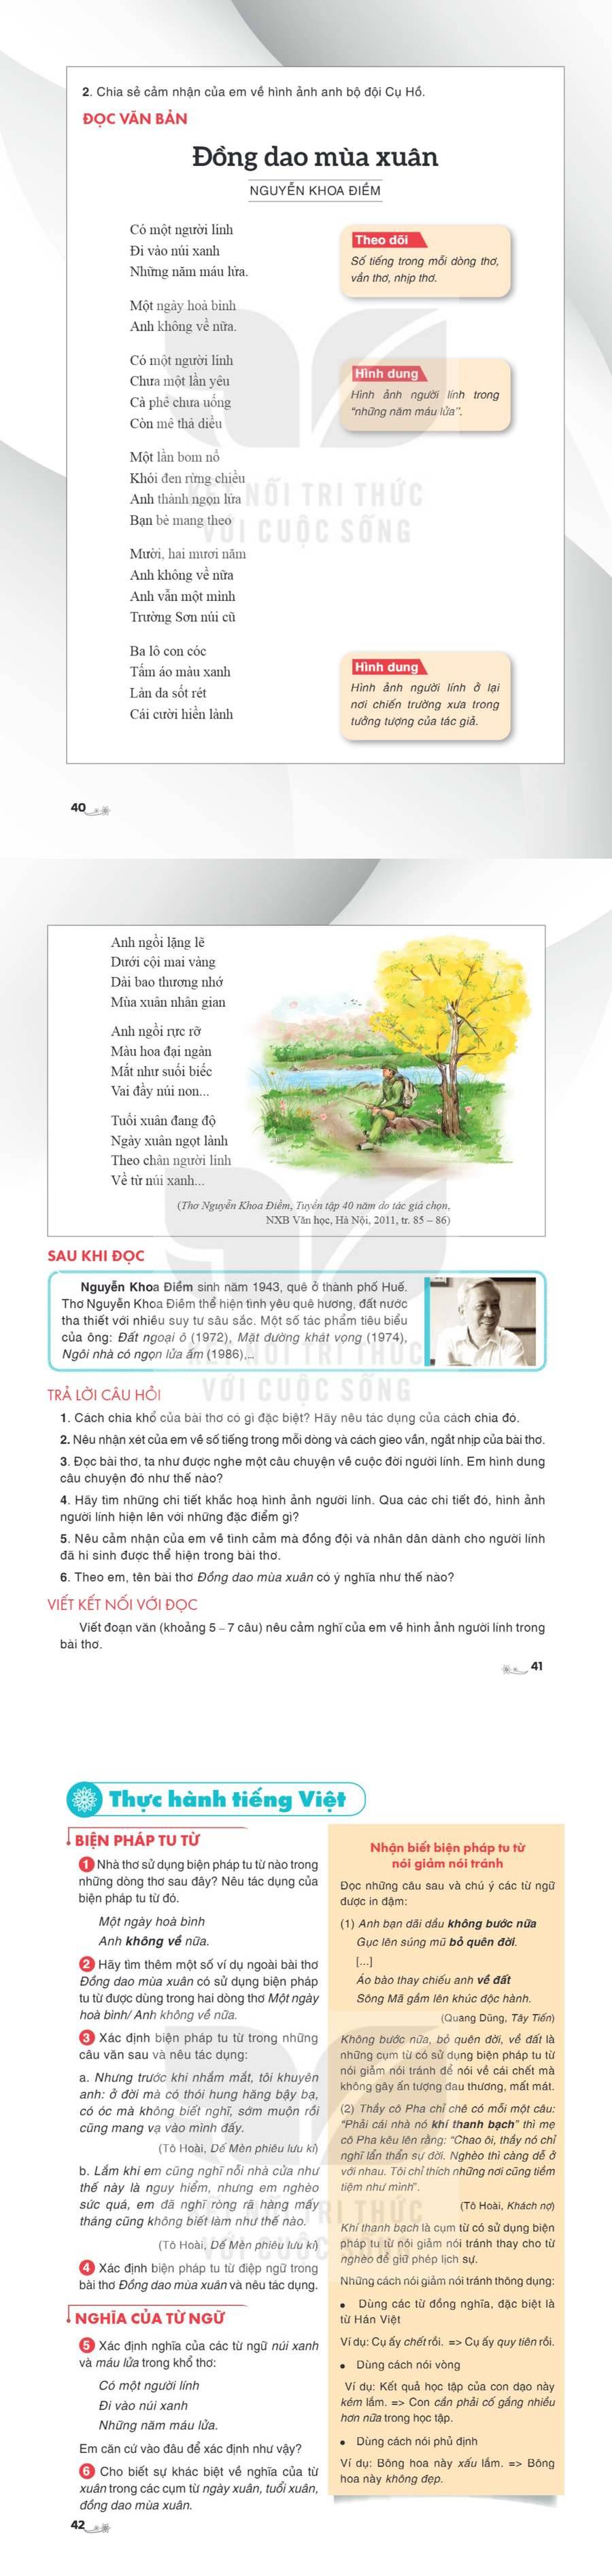 2. Chia sẻ cảm nhận của em về hình ảnh anh bộ đội Cụ Hồ.
ĐỌC VĂN BẢN
Đồng dao mùa xuân
NGUYỄN KHOA ĐIỀM
Có một người lính
Đi vào núi xanh
Những năm máu lửa.
Một ngày hoà bình
Anh không về nữa.
Có một người lính
Chưa một lần yêu
Cà phê chưa uống
Còn mê thả diều
Một lần bom nổ
Khói đen rừng chiều
Anh thành ngọn lửa
Bạn bè mang theo
Mười, hai mươi năm
Anh không về nữa
Anh vẫn một mình
Trường Sơn núi cũ
Ba lô con cóc
Tấm áo màu xanh
Làn da sốt rét
Cái cười hiền lành
Theo dõi
Số tiếng trong mỗi dòng thơ,
vần thơ, nhịp thơ.
Hình dung
Hình ảnh người lính trong
“những năm máu lửa”.
Hình dung
Hình ảnh người lính ở lại
nơi chiến trường xưa trong
tưởng tượng của tác giả.
KẾT NỐI TRI THỨC
VỚI CUỘC SỐNG
40
Anh ngồi lặng lẽ
Dưới cội mai vàng
Dài bao thương nhớ
Mùa xuân nhân gian
Anh ngồi rực rỡ
Màu hoa đại ngàn
Mắt như suối biếc
Vai đầy núi non...
Tuổi xuân đang độ
Ngày xuân ngọt lành
Theo chân người lính
Về từ núi xanh...
(Thơ Nguyễn Khoa Điềm, Tuyển tập 40 năm do tác giả chọn,
NXB Văn học, Hà Nội, 2011, tr. 85 – 86)
SAU KHI ĐỌC
Nguyễn Khoa Điềm sinh năm 1943, quê ở thành phố Huế.
Thơ Nguyễn Khoa Điềm thể hiện tình yêu quê hương, đất nước
tha thiết với nhiều suy tư sâu sắc. Một số tác phẩm tiêu biểu
của ông: Đất ngoại ô (1972), Mặt đường khát vọng (1974),
Ngôi nhà có ngọn lửa ấm (1986),...
KẾT NỐI TRI THỨC
VỚI CUỘC SỐNG
TRẢ LỜI CÂU HỎI
1. Cách chia khổ của bài thơ có gì đặc biệt? Hãy nêu tác dụng của cách chia đó.
2. Nêu nhận xét của em về số tiếng trong mỗi dòng và cách gieo vần, ngắt nhịp của bài thơ.
3. Đọc bài thơ, ta như được nghe một câu chuyện về cuộc đời người lính. Em hình dung
câu chuyện đó như thế nào?
4. Hãy tìm những chi tiết khắc hoạ hình ảnh người lính. Qua các chi tiết đó, hình ảnh
người lính hiện lên với những đặc điểm gì?
5. Nêu cảm nhận của em về tình cảm mà đồng đội và nhân dân dành cho người lính
đã hi sinh được thể hiện trong bài thơ.
6. Theo em, tên bài thơ Đồng dao mùa xuân có ý nghĩa như thế nào?
VIẾT KẾT NỐI VỚI ĐỌC
Viết đoạn văn (khoảng 5 – 7 câu) nêu cảm nghĩ của em về hình ảnh người lính trong
bài thơ.
41
Thực hành tiếng Việt
BIỆN PHÁP TU TỪ
1 Nhà thơ sử dụng biện pháp tu từ nào trong
những dòng thơ sau đây? Nêu tác dụng của
biện pháp tu từ đó.
Một ngày hoà bình
Anh không về nữa.
2 Hãy tìm thêm một số ví dụ ngoài bài thơ
Đồng dao mùa xuân có sử dụng biện pháp
tu từ được dùng trong hai dòng thơ Một ngày
hoà bình/ Anh không về nữa.
3 Xác định biện pháp tu từ trong những
câu văn sau và nêu tác dụng:
a. Nhưng trước khi nhắm mắt, tôi khuyên
anh: ở đời mà có thói hung hăng bậy bạ,
có óc mà không biết nghĩ, sớm muộn rồi
cũng mang vạ vào mình đấy.
(Tô Hoài, Dế Mèn phiêu lưu kí)
b. Lắm khi em cũng nghĩ nỗi nhà cửa như
thế này là nguy hiểm, nhưng em nghèo
sức quá, em đã nghĩ ròng rã hàng mấy
tháng cũng không biết làm như thế nào.
(Tô Hoài, Dế Mèn phiêu lưu kí)
4 Xác định biện pháp tu từ điệp ngữ trong
bài thơ Đồng dao mùa xuân và nêu tác dụng.
NGHĨA CỦA TỪ NGỮ
5 Xác định nghĩa của các từ ngữ núi xanh
và máu lửa trong khổ thơ:
Có một người lính
Đi vào núi xanh
Những năm máu lửa.
Em căn cứ vào đâu để xác định như vậy?
6 Cho biết sự khác biệt về nghĩa của từ
xuân trong các cụm từ ngày xuân, tuổi xuân,
đồng dao mùa xuân.
Nhận biết biện pháp tu từ
nói giảm nói tránh
Đọc những câu sau và chú ý các từ ngữ
được in đậm:
(1) Anh bạn dãi dầu không bước nữa
Gục lên súng mũ bỏ quên đời.
[...]
Áo bào thay chiếu anh về đất
Sông Mã gầm lên khúc độc hành.
(Quang Dũng, Tây Tiến)
Không bước nữa, bỏ quên đời, về đất là
những cụm từ có sử dụng biện pháp tu từ
nói giảm nói tránh để nói về cái chết mà
không gây ấn tượng đau thương, mất mát.
(2) Thầy cô Pha chỉ chê có mỗi một câu:
“Phải cái nhà nó khí thanh bạch” thì mẹ
cô Pha kêu lên rằng: “Chao ôi, thầy nó chỉ
nghĩ lẩn thẩn sự đời. Nghèo thì càng dễ ở
với nhau. Tôi chỉ thích những nơi cũng tiềm
tiệm như mình”.
(Tô Hoài, Khách nợ)
Khí thanh bạch là cụm từ có sử dụng biện
pháp tu từ nói giảm nói tránh thay cho từ
nghèo để giữ phép lịch sự.
Những cách nói giảm nói tránh thông dụng:
• Dùng các từ đồng nghĩa, đặc biệt là
từ Hán Việt
Ví dụ: Cụ ấy chết rồi. => Cụ ấy quy tiên rồi.
• Dùng cách nói vòng
Ví dụ: Kết quả học tập của con dạo này
kém lắm. => Con cần phải cố gắng nhiều
hơn nữa trong học tập.
• Dùng cách nói phủ định
Ví dụ: Bông hoa này xấu lắm. => Bông
hoa này không đẹp.
KẾT NỐI TRI THỨC
VỚI CUỘC SỐNG
42